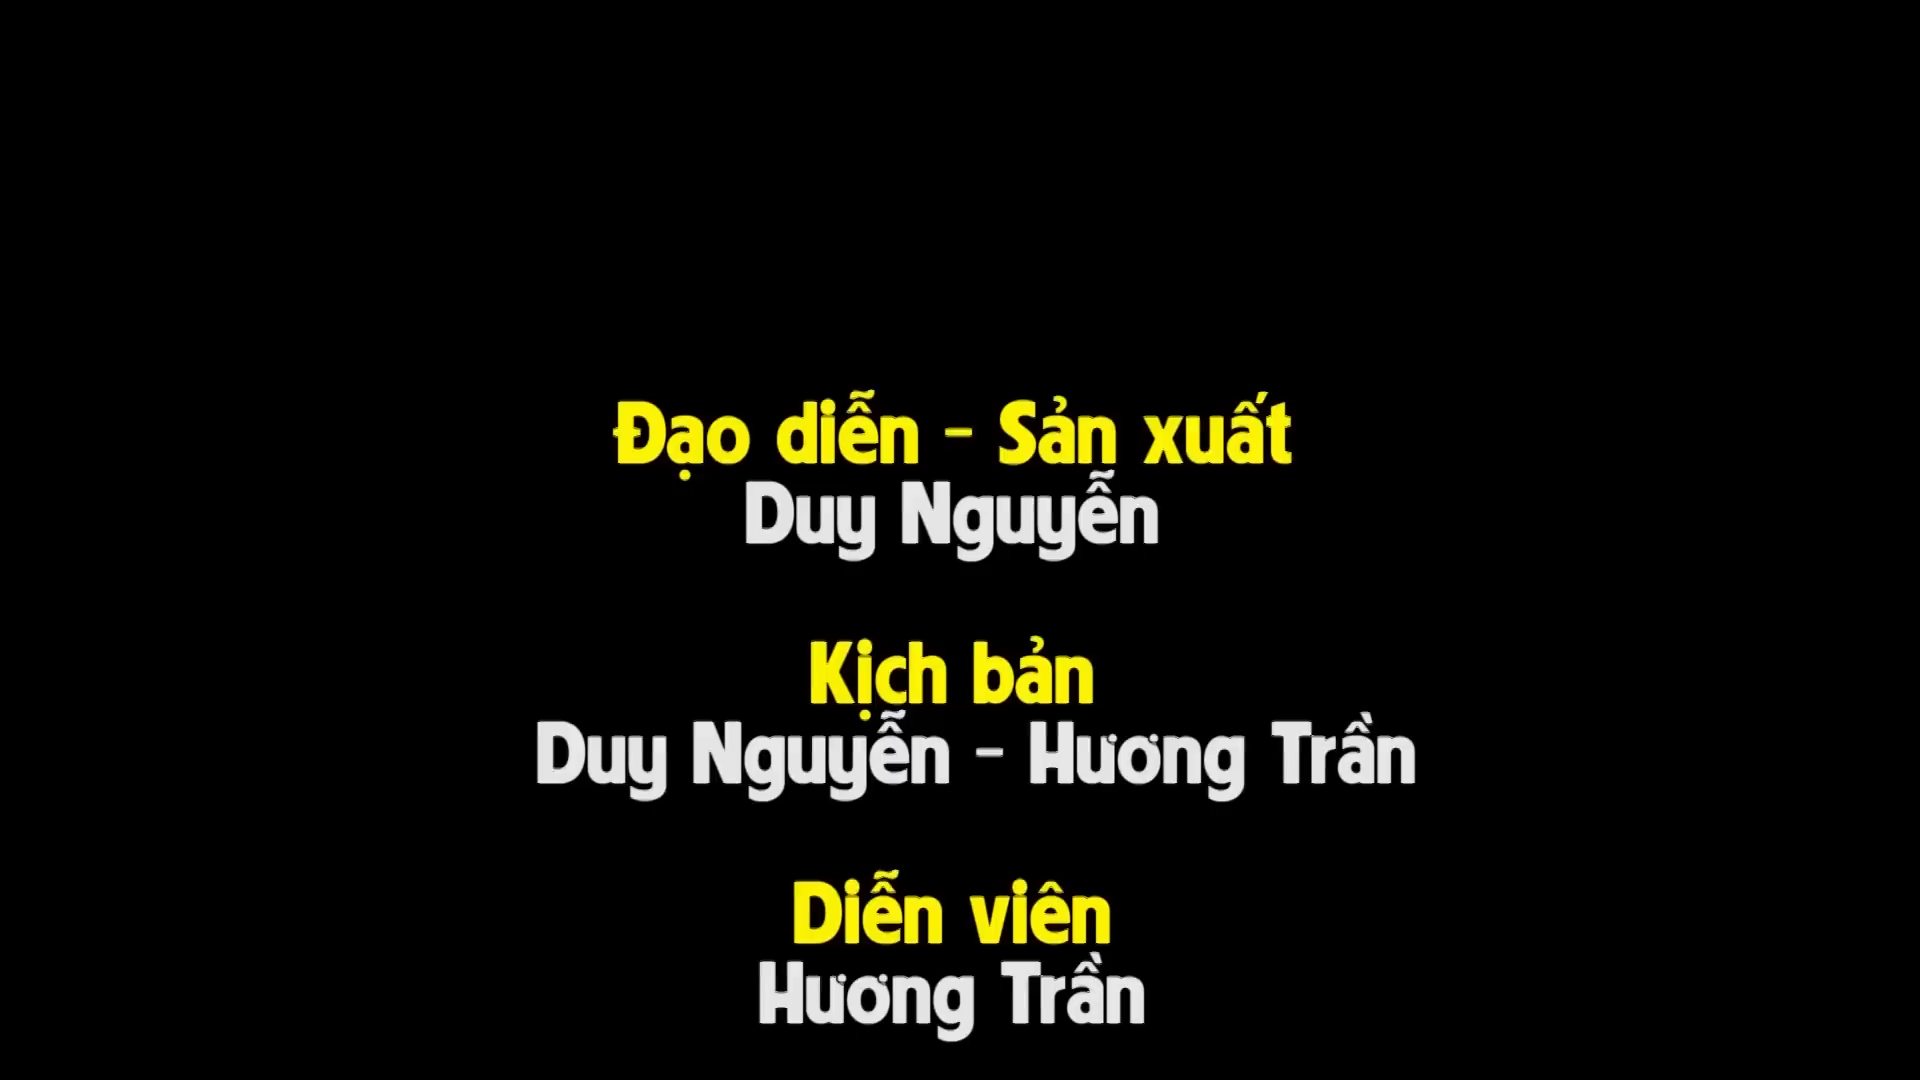 Đạo diễn - Sản xuất
Duy Nguyễn
Kịch bản
Duy Nguyễn - Hương Trần
Diễn viên
Hương Trần